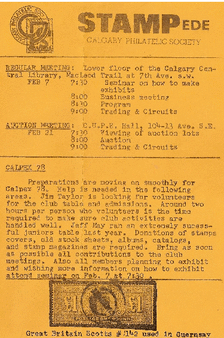 STAMPEDE
CALGARY PHILATELIC SOCIETY
REGULAR MEETING: Lower floor of the Calgary Cen-
tral Library, Macleod Trail at 7th Ave. s.w.
FEB 7 7:30 Seminar on how to make
exhibits
8:00 Business meeting
8:30 Program
9:00 Trading & Circuits
AUCTION MEETING: C.U.P.E. Hall, 104-13 Ave. S.E.
FEB 21 7:30 Viewing of auction lots
8:00 Auction
9:00 Trading & Circuits
CALPEX 78
Preparations are moving on smoothly for
Calpex 78. Help is needed in the following
areas. Jim Taylor is looking for volunteers
for the club table and admissions. Around two
hours per person who volunteers is the time
required to make sure club activities are
handled well. Jeff May ran an extremely sucess-
ful juniors table last year. Donations of stamps
covers, old stock sheets, albums, catalogs,
and stamp magazines are required. Bring as soon
as possible all contributions to the club
meetings. Also all members planning to exhibit
and wishing more information on how to exhibit
attend seminar on Feb. 7 at 7:30
Great Britain Scotts #142 used in Guernsey